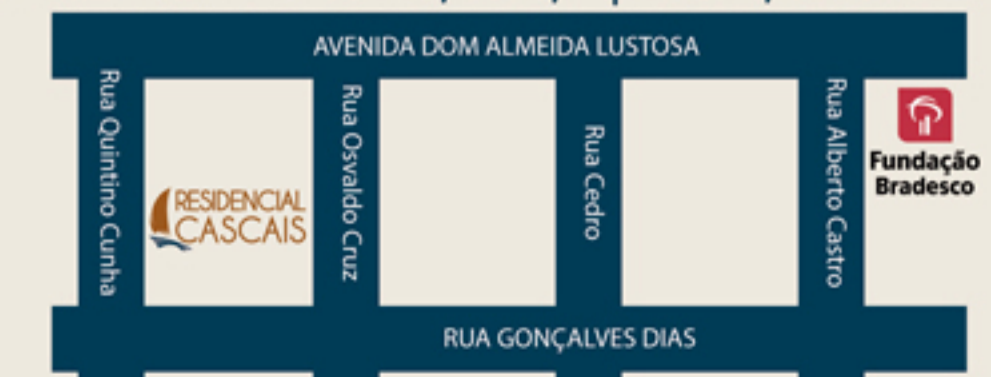 AVENIDA DOM ALMEIDA LUSTOSA
Rua Quintino Cunha
Rua Osvaldo Cruz
Rua Cedro
Rua Alberto Castro
Fundação
Bradesco
RESIDENCIAL
CASCAIS
RUA GONÇALVES DIAS